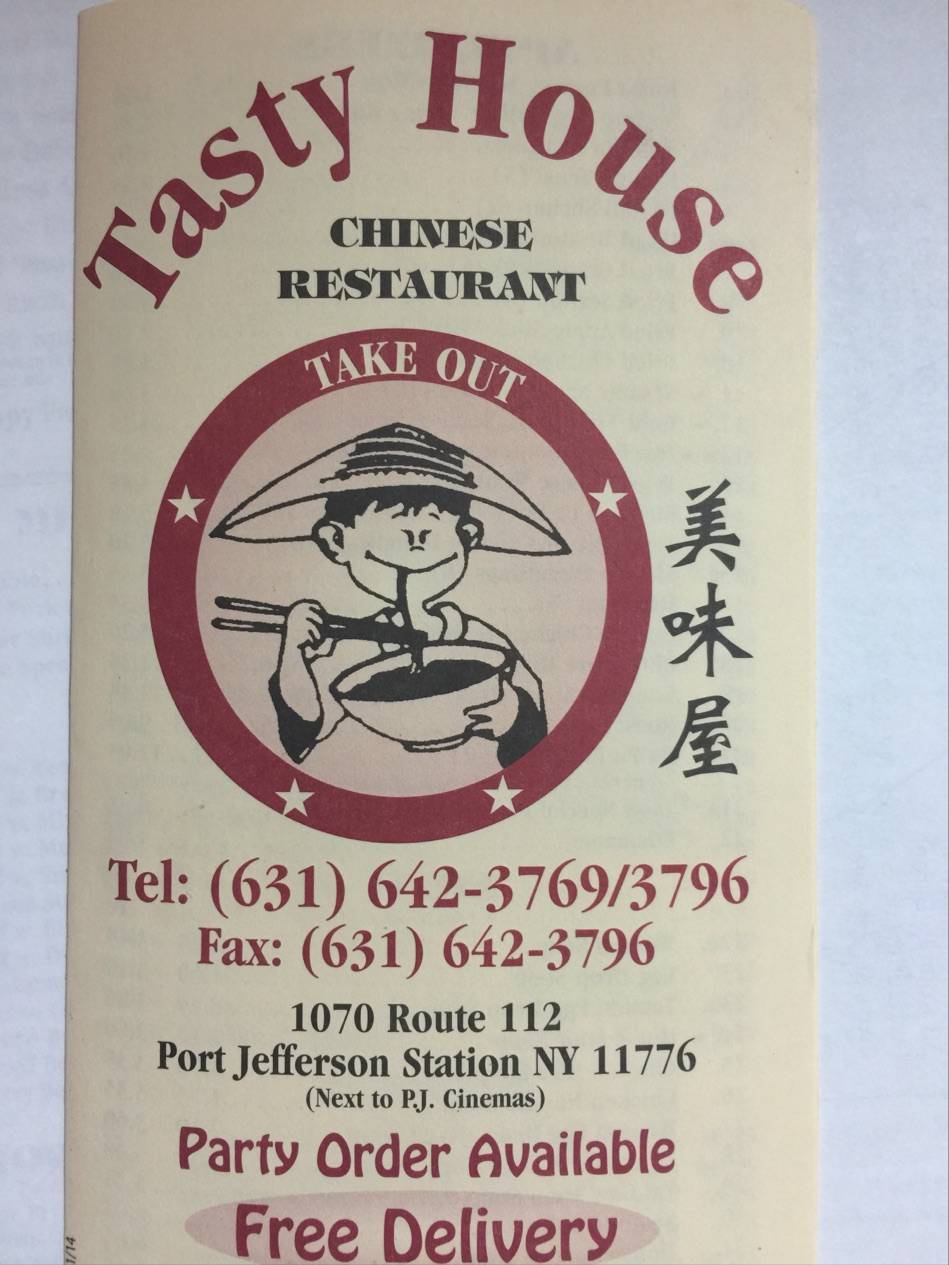 Tasty House
CHINESE
RESTAURANT
TAKE OUT
美味屋
Tel: (631) 642-3769/3796
Fax: (631) 642-3796
1070 Route 112
Port Jefferson Station NY 11776
(Next to P.J. Cinemas)
Party Order Available
Free Delivery